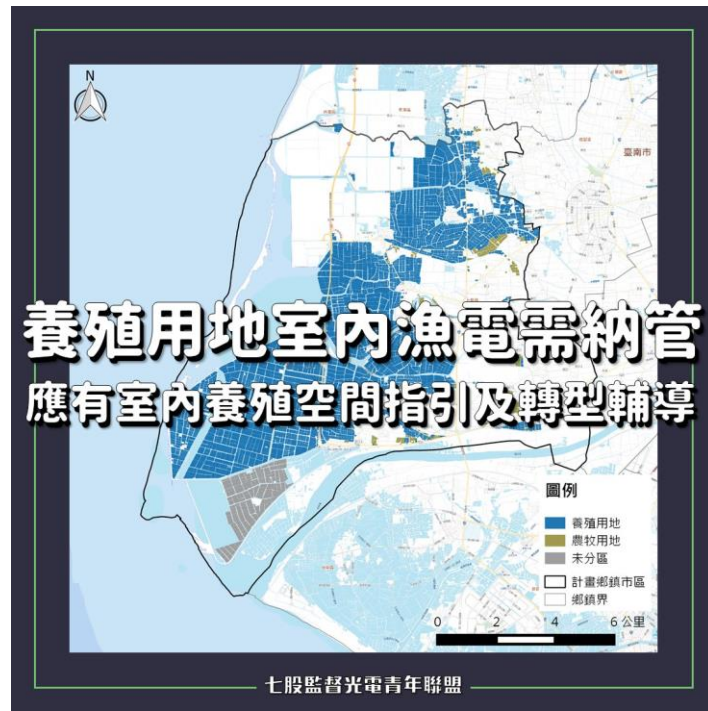 N
臺南市
養殖用地室內漁電需納管
應有室內養殖空間指引及轉型輔導
圖例
養殖用地
農牧用地
未分區
計畫鄉鎮市區
鄉鎮界
0 2 4 6 公里
七股監督光電青年聯盟